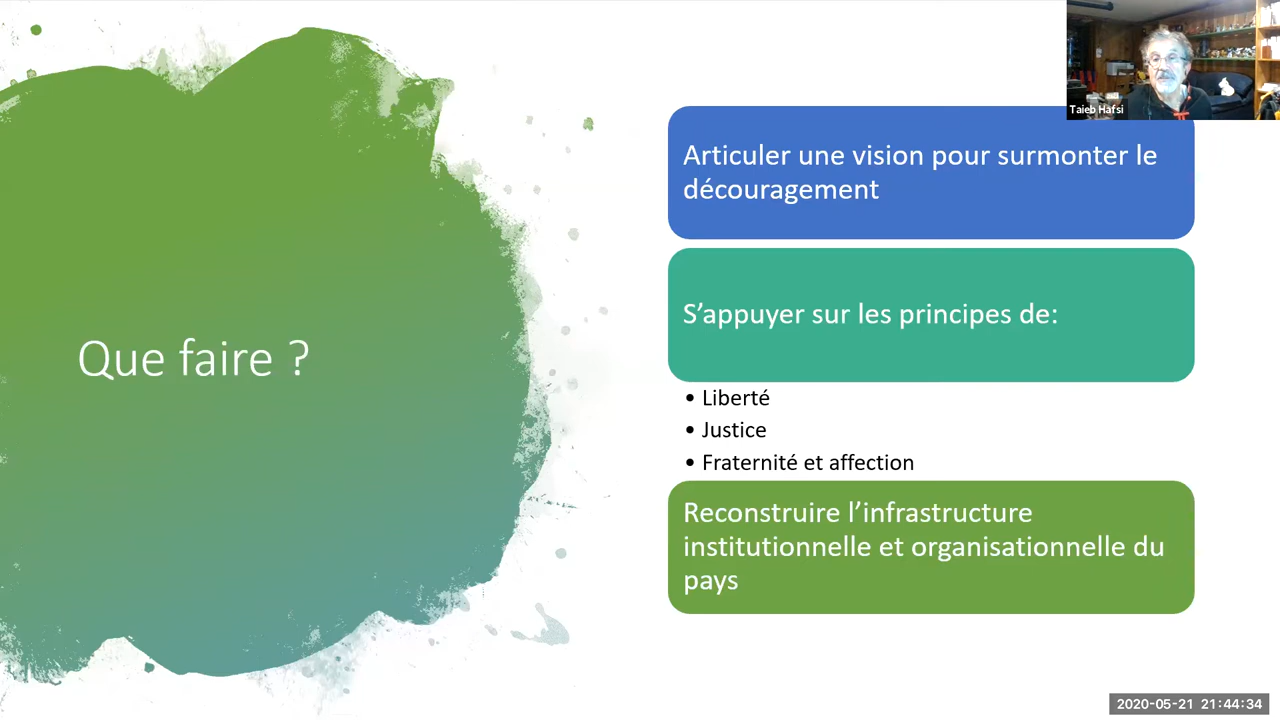 Taieb Hafsi
Articuler une vision pour surmonter le
découragement
S’appuyer sur les principes de:
Que faire ?
• Liberté
• Justice
• Fraternité et affection
Reconstruire l’infrastructure
institutionnelle et organisationnelle du
pays
2020-05-21 21:44:34